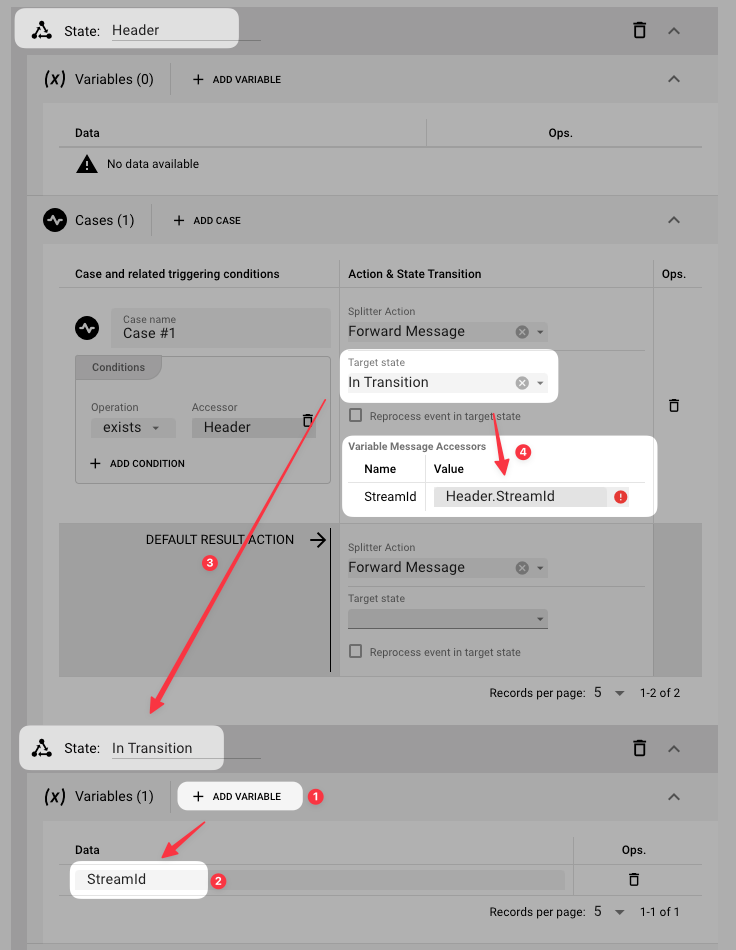 State: Header
(x) Variables (0) + ADD VARIABLE
Data Ops.
No data available
Cases (1) + ADD CASE
Case and related triggering conditions Action & State Transition Ops.
Case name
Case #1
Splitter Action
Forward Message
Conditions
Target state
In Transition
Operation Accessor
exists Header
Reprocess event in target state
+ ADD CONDITION
Variable Message Accessors
4
Name Value
StreamId Header.StreamId !
DEFAULT RESULT ACTION
3
Splitter Action
Forward Message
Target state
Reprocess event in target state
Records per page: 5 1-2 of 2
State: In Transition
(x) Variables (1) + ADD VARIABLE 1
Data Ops.
StreamId 2
Records per page: 5 1-1 of 1